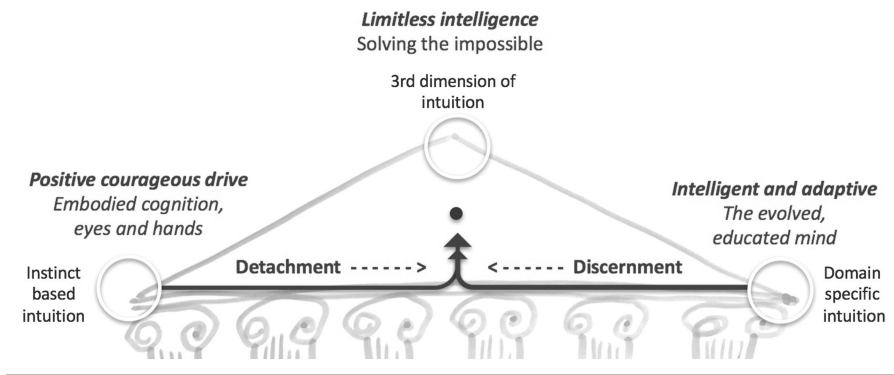 Limitless intelligence
Solving the impossible
3rd dimension of
intuition
Positive courageous drive
Embodied cognition,
eyes and hands
Intelligent and adaptive
The evolved,
educated mind
Instinct
based
intuition
Detachment ------>
<------ Discernment
Domain
specific
intuition